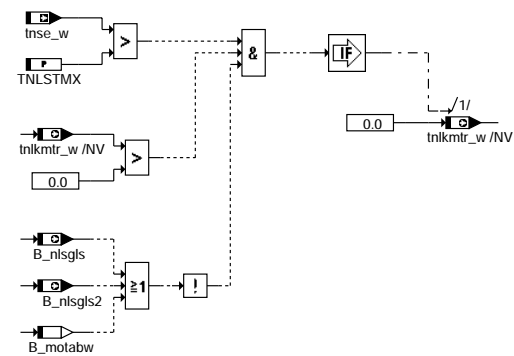 tnse_w
>
P
TNLSTMX
&
IF
/1/
0.0
tnlkmtr_w /NV
tnlkmtr_w /NV
>
0.0
B_nlsgls
B_nlsgls2
≥1
!
B_motabw